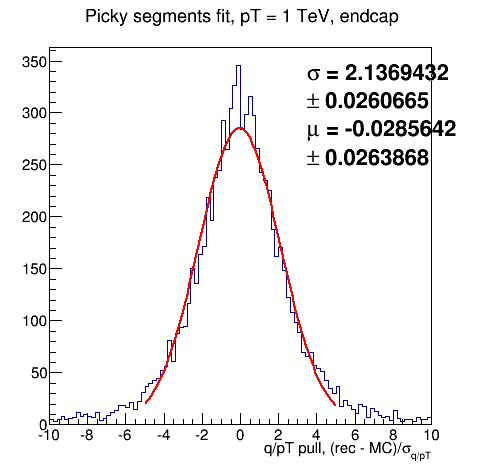 Picky segments fit, pT = 1 TeV, endcap
σ = 2.1369432
± 0.0260665
μ = -0.0285642
± 0.0263868
350
300
250
200
150
100
50
0
-10 -8 -6 -4 -2 0 2 4 6 8 10
q/pT pull, (rec - MC)/σ_q/pT